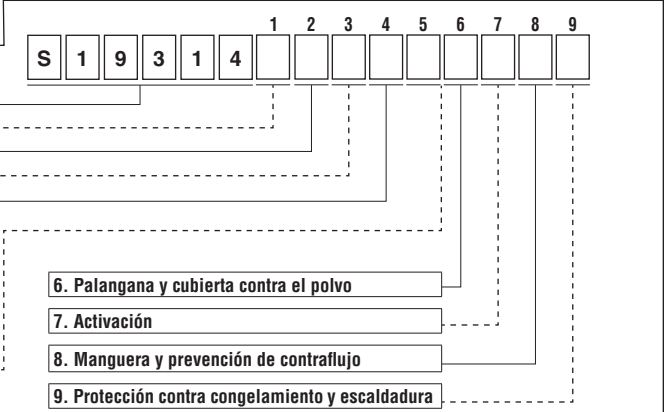 1 2 3 4 5 6 7 8 9
S 1 9 3 1 4
6. Palangana y cubierta contra el polvo
7. Activación
8. Manguera y prevención de contraflujo
9. Protección contra congelamiento y escaldadura